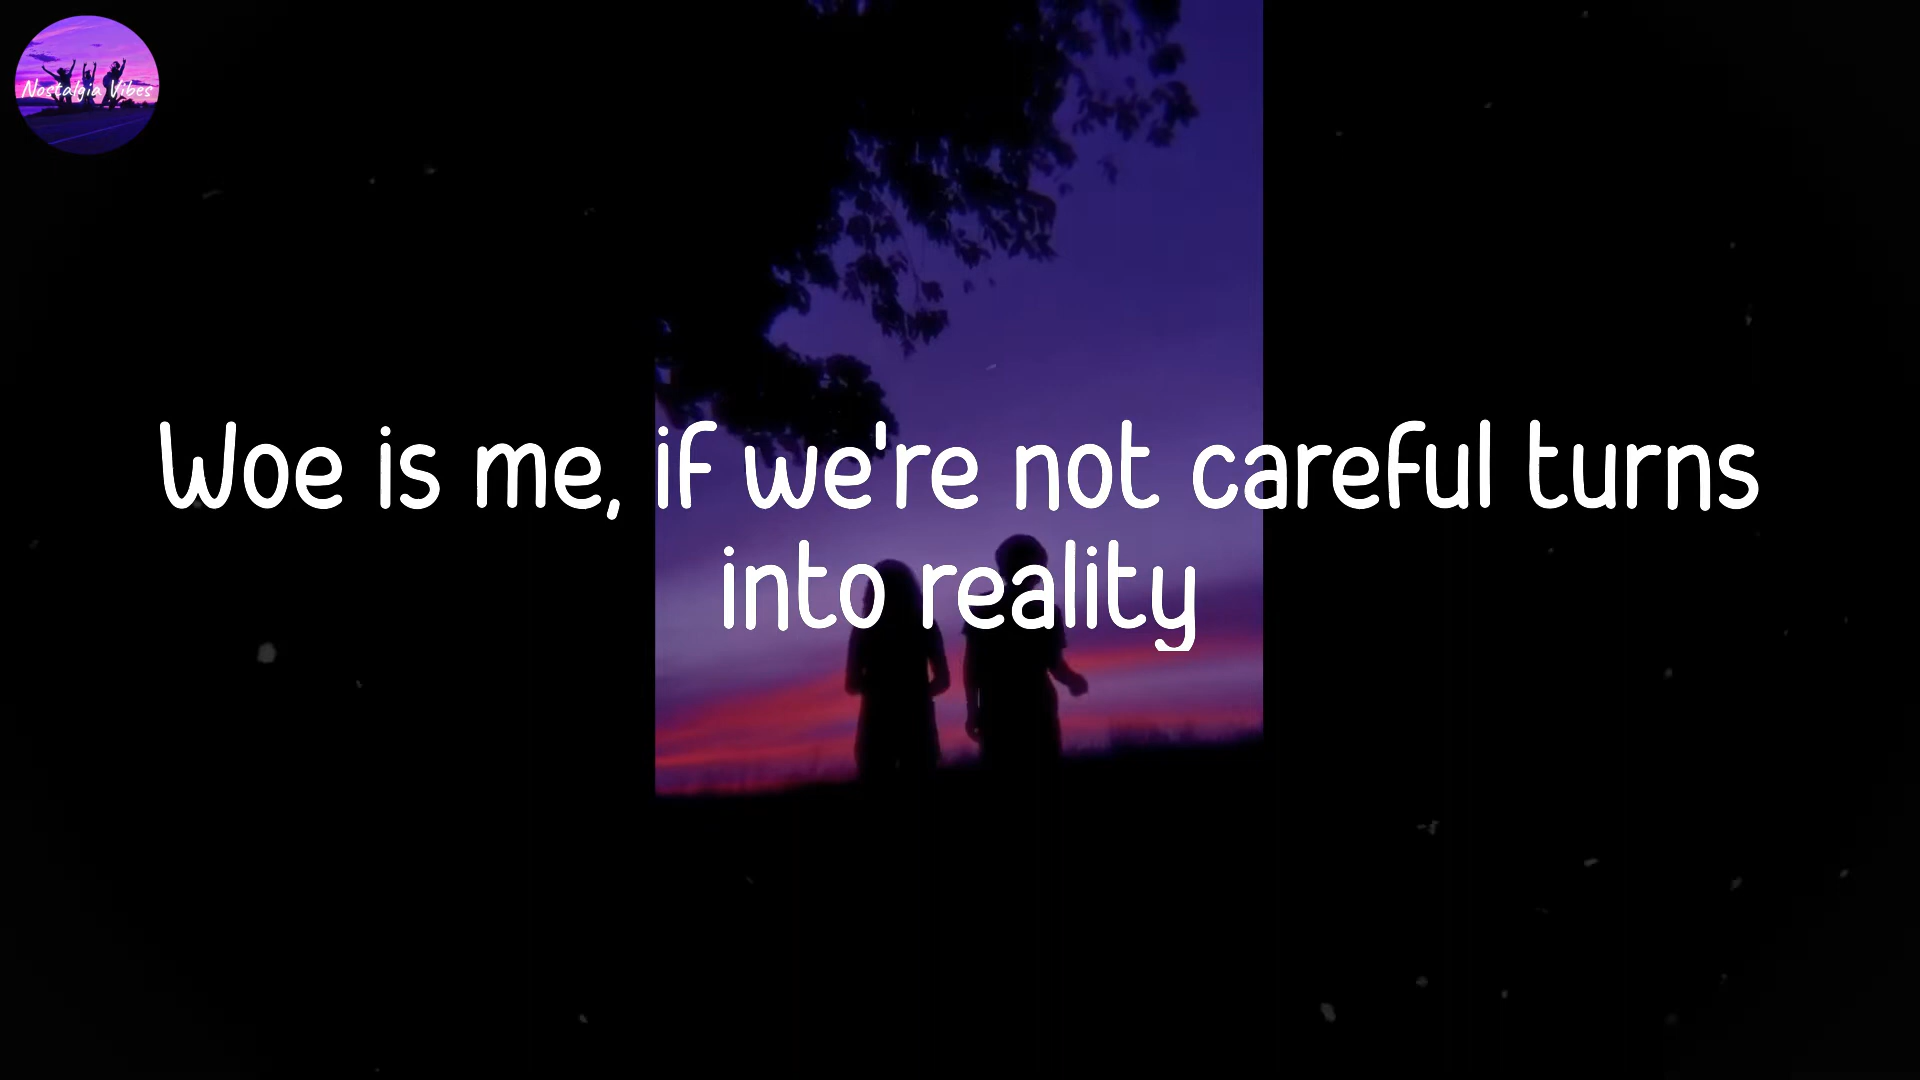 Nostalgia Vibes
Woe is me, if we're not careful turns
into reality